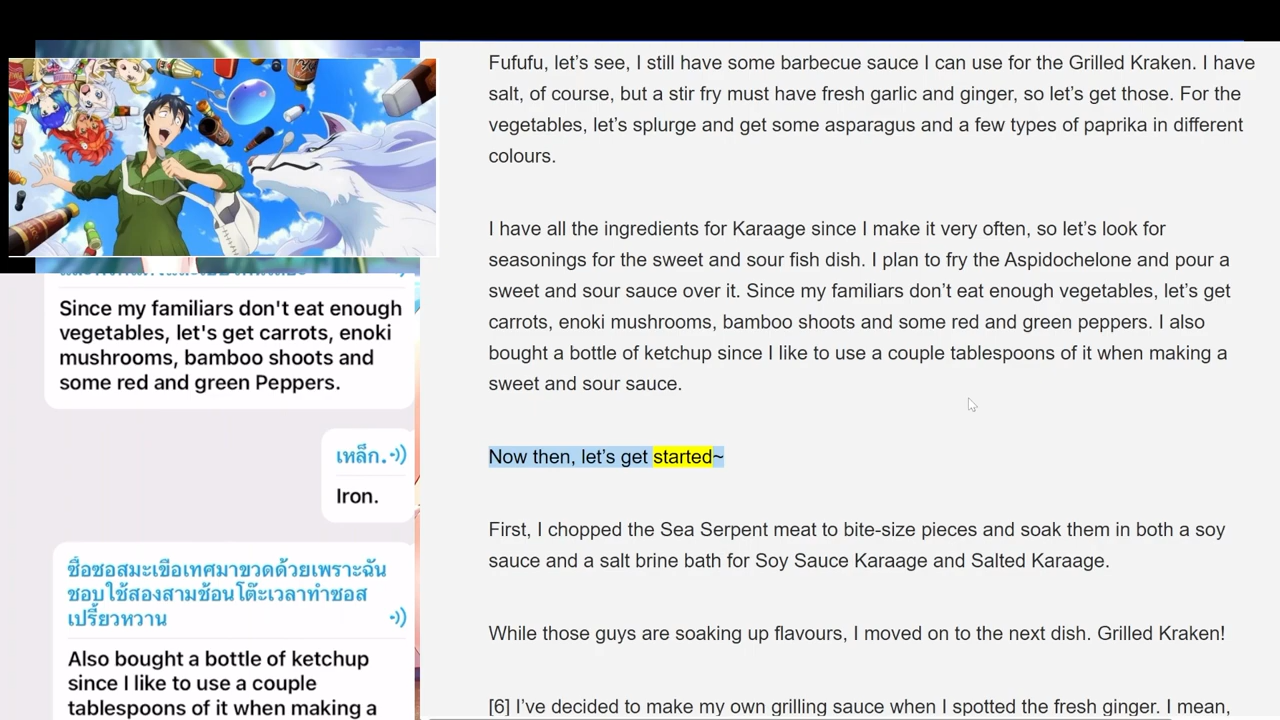 Since my familiars don't eat enough
vegetables, let's get carrots, enoki
mushrooms, bamboo shoots and
some red and green Peppers.
เหล็ก.
Iron.
ซื้อซอสมะเขือเทศมาขวดด้วยเพราะฉัน
ชอบใช้สองสามช้อนโต๊ะเวลาทำซอส
เปรี้ยวหวาน
Also bought a bottle of ketchup
since I like to use a couple
tablespoons of it when making a
Fufufu, let’s see, I still have some barbecue sauce I can use for the Grilled Kraken. I have
salt, of course, but a stir fry must have fresh garlic and ginger, so let’s get those. For the
vegetables, let’s splurge and get some asparagus and a few types of paprika in different
colours.
I have all the ingredients for Karaage since I make it very often, so let’s look for
seasonings for the sweet and sour fish dish. I plan to fry the Aspidochelone and pour a
sweet and sour sauce over it. Since my familiars don’t eat enough vegetables, let’s get
carrots, enoki mushrooms, bamboo shoots and some red and green peppers. I also
bought a bottle of ketchup since I like to use a couple tablespoons of it when making a
sweet and sour sauce.
Now then, let’s get started~
First, I chopped the Sea Serpent meat to bite-size pieces and soak them in both a soy
sauce and a salt brine bath for Soy Sauce Karaage and Salted Karaage.
While those guys are soaking up flavours, I moved on to the next dish. Grilled Kraken!
[6] I’ve decided to make my own grilling sauce when I spotted the fresh ginger. I mean,